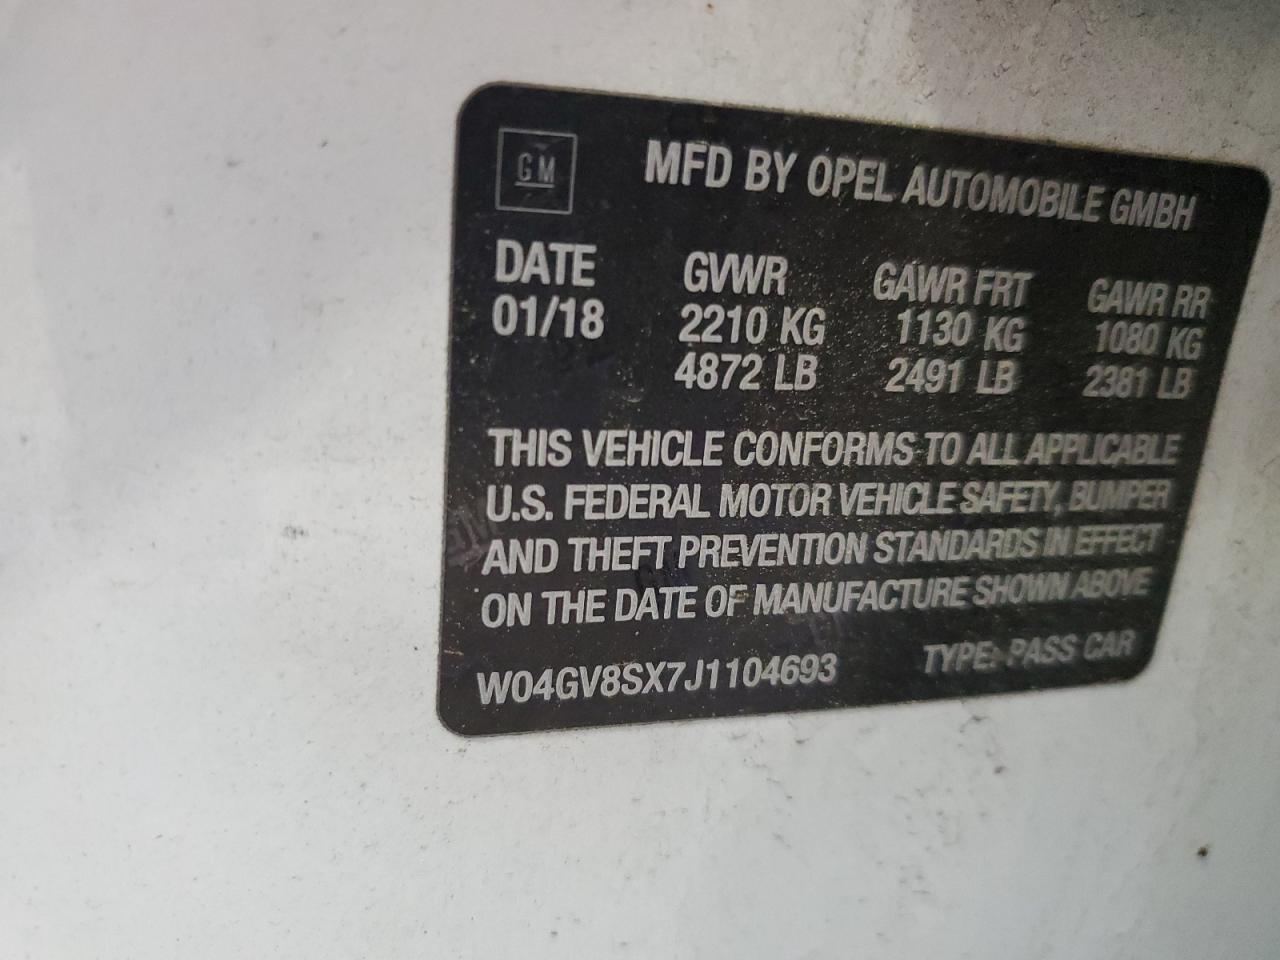 GM
MFD BY OPEL AUTOMOBILE GMBH
DATE GVWR GAWR FRT GAWR RR
01/18 2210 KG 1130 KG 1080 KG
4872 LB 2491 LB 2381 LB
THIS VEHICLE CONFORMS TO ALL APPLICABLE
U.S. FEDERAL MOTOR VEHICLE SAFETY, BUMPER
AND THEFT PREVENTION STANDARDS IN EFFECT
ON THE DATE OF MANUFACTURE SHOWN ABOVE
W04GV8SX7J1104693 TYPE: PASS CAR